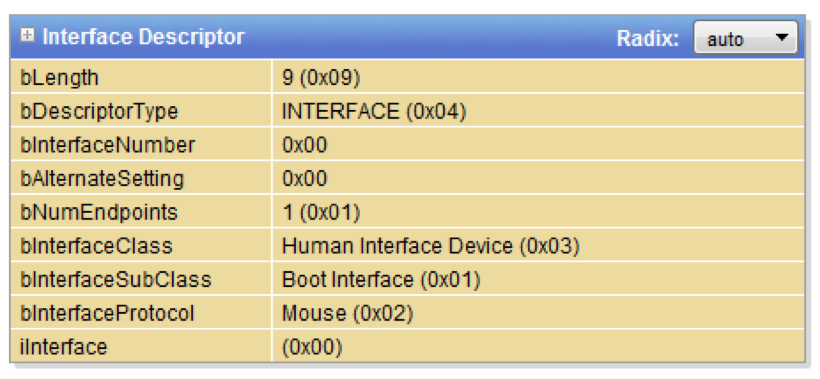 Interface Descriptor Radix: auto
bLength 9 (0x09)
bDescriptorType INTERFACE (0x04)
bInterfaceNumber 0x00
bAlternateSetting 0x00
bNumEndpoints 1 (0x01)
bInterfaceClass Human Interface Device (0x03)
bInterfaceSubClass Boot Interface (0x01)
bInterfaceProtocol Mouse (0x02)
iInterface (0x00)